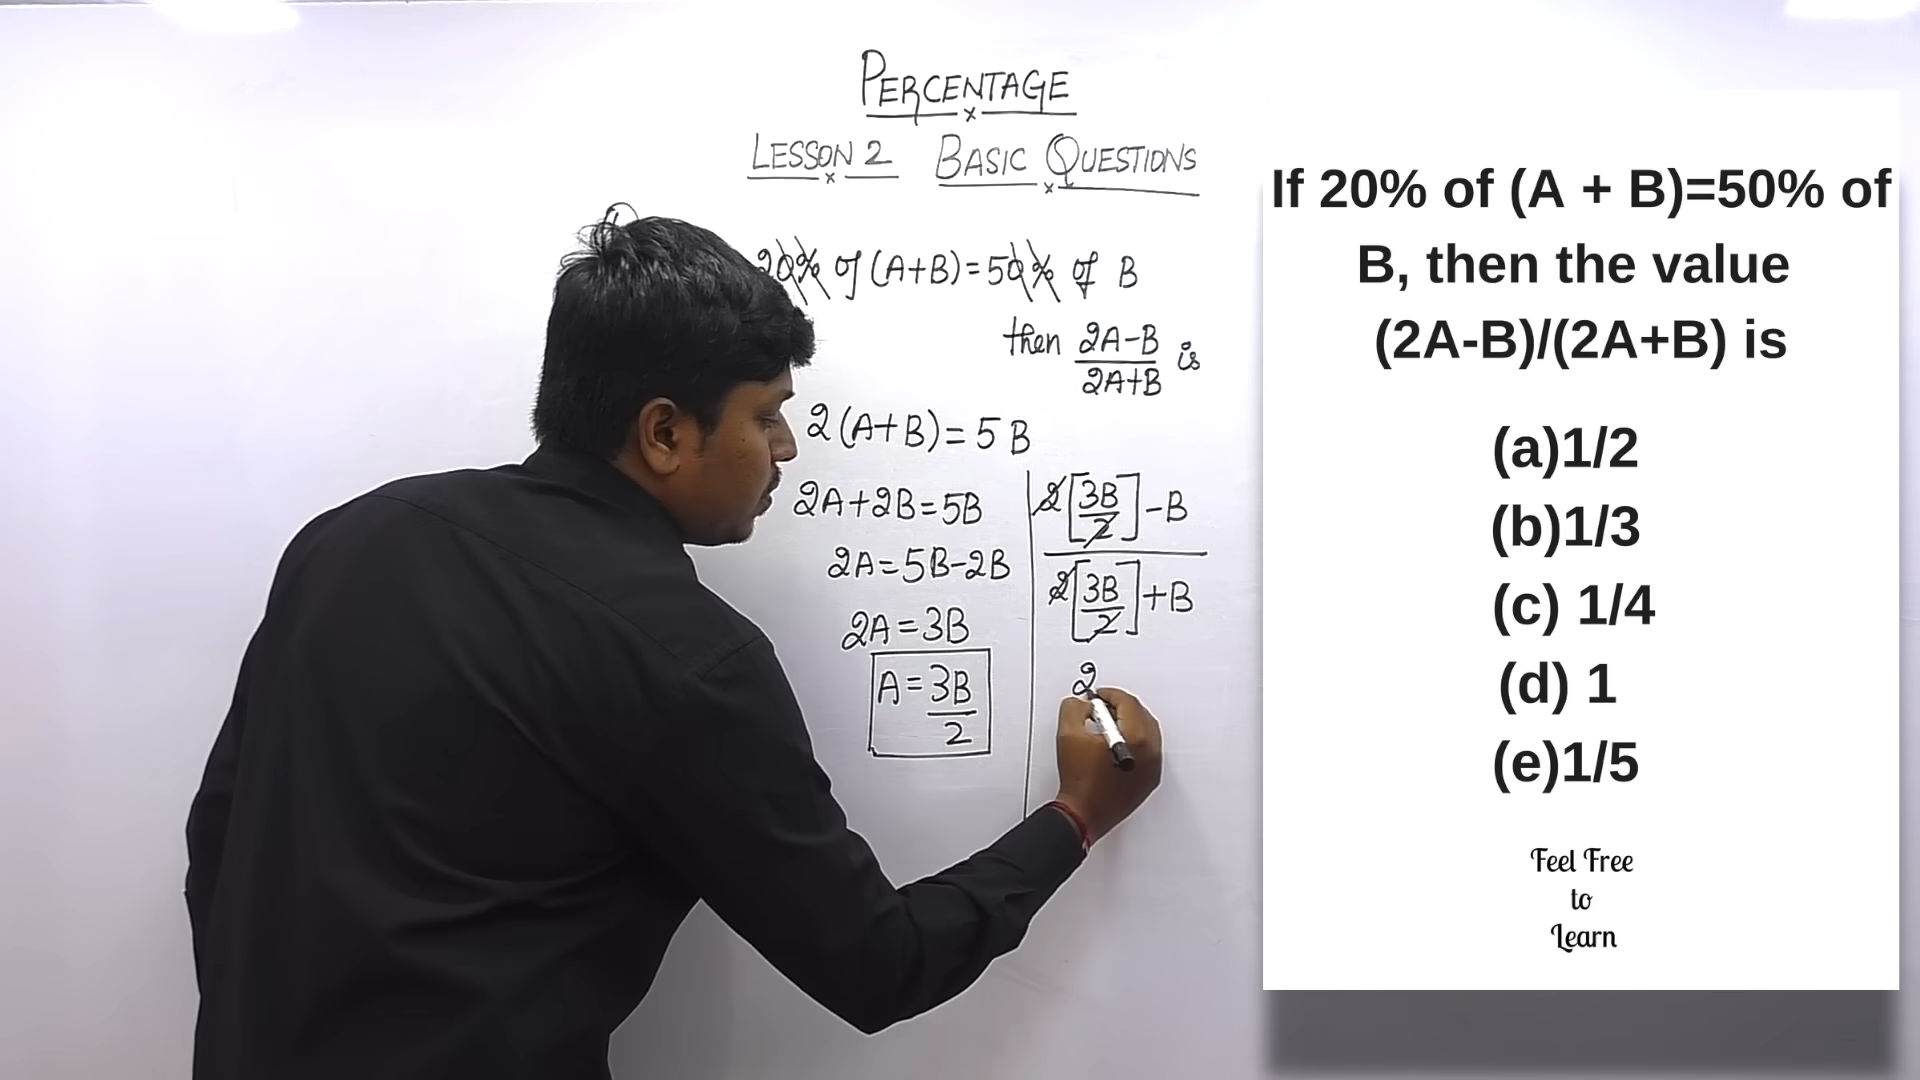 PERCENTAGE
LESSON 2 BASIC QUESTIONS
20% of (A+B)=50% of B
then 2A-B/2A+B is
2(A+B)=5B
2A+2B=5B
2A=5B-2B
2A=3B
A=3B/2
2[3B/2]-B
2[3B/2]+B
2
If 20% of (A + B)=50% of
B, then the value
(2A-B)/(2A+B) is
(a)1/2
(b)1/3
(c) 1/4
(d) 1
(e)1/5
Feel Free
to
Learn